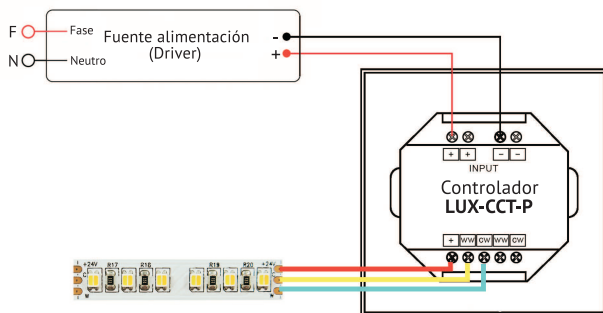 F
Fase
N
Neutro
Fuente alimentación
(Driver)
-
+
+ + - -
INPUT
Controlador
LUX-CCT-P
+ WW CW WW CW
+24V R17 R18 R19 R20 +24V
C
W
N